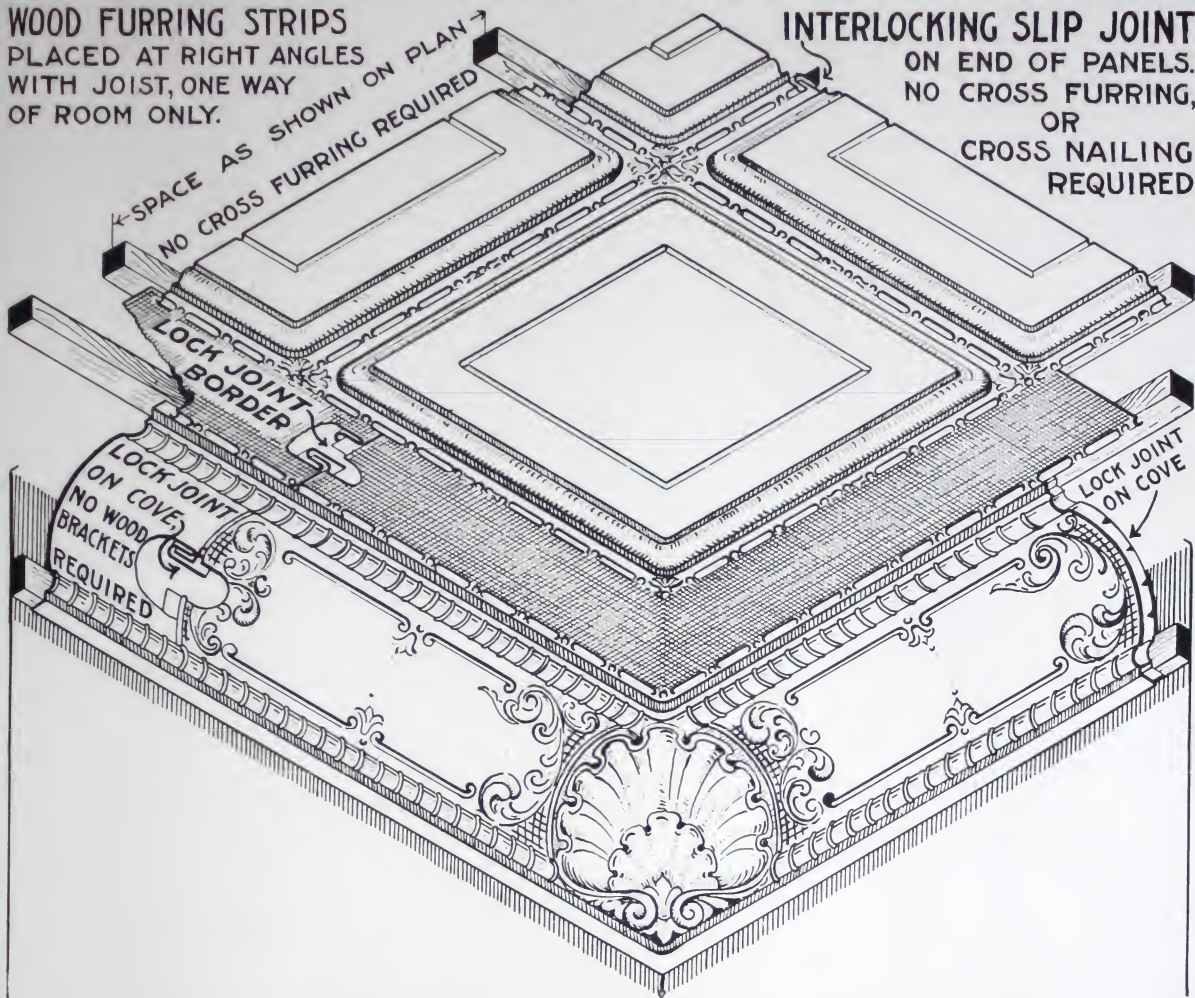 WOOD FURRING STRIPS
PLACED AT RIGHT ANGLES
WITH JOIST, ONE WAY
OF ROOM ONLY.
SPACE AS SHOWN ON PLAN
NO CROSS FURRING REQUIRED
INTERLOCKING SLIP JOINT
ON END OF PANELS.
NO CROSS FURRING,
OR
CROSS NAILING
REQUIRED
LOCK JOINT
BORDER
LOCK JOINT
ON COVE,
NO WOOD
BRACKETS
REQUIRED
LOCK JOINT
ON COVE